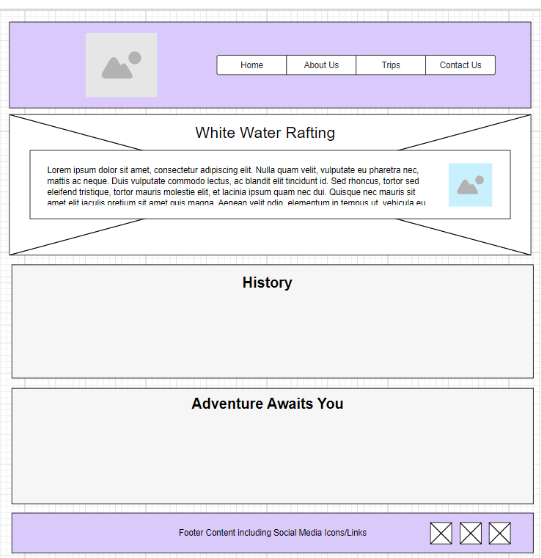 Home About Us Trips Contact Us
White Water Rafting
Lorem ipsum dolor sit amet, consectetur adipiscing elit. Nulla quam velit, vulputate eu pharetra nec,
mattis ac neque. Duis vulputate commodo lectus, ac blandit elit tincidunt id. Sed rhoncus, tortor sed
eleifend tristique, tortor mauris molestie elit, et lacinia ipsum quam nec dui. Quisque nec mauris sit
amet elit iaculis pretium sit amet quis magna. Aenean velit odio, elementum in tempus ut, vehicula eu
History
Adventure Awaits You
Footer Content including Social Media Icons/Links